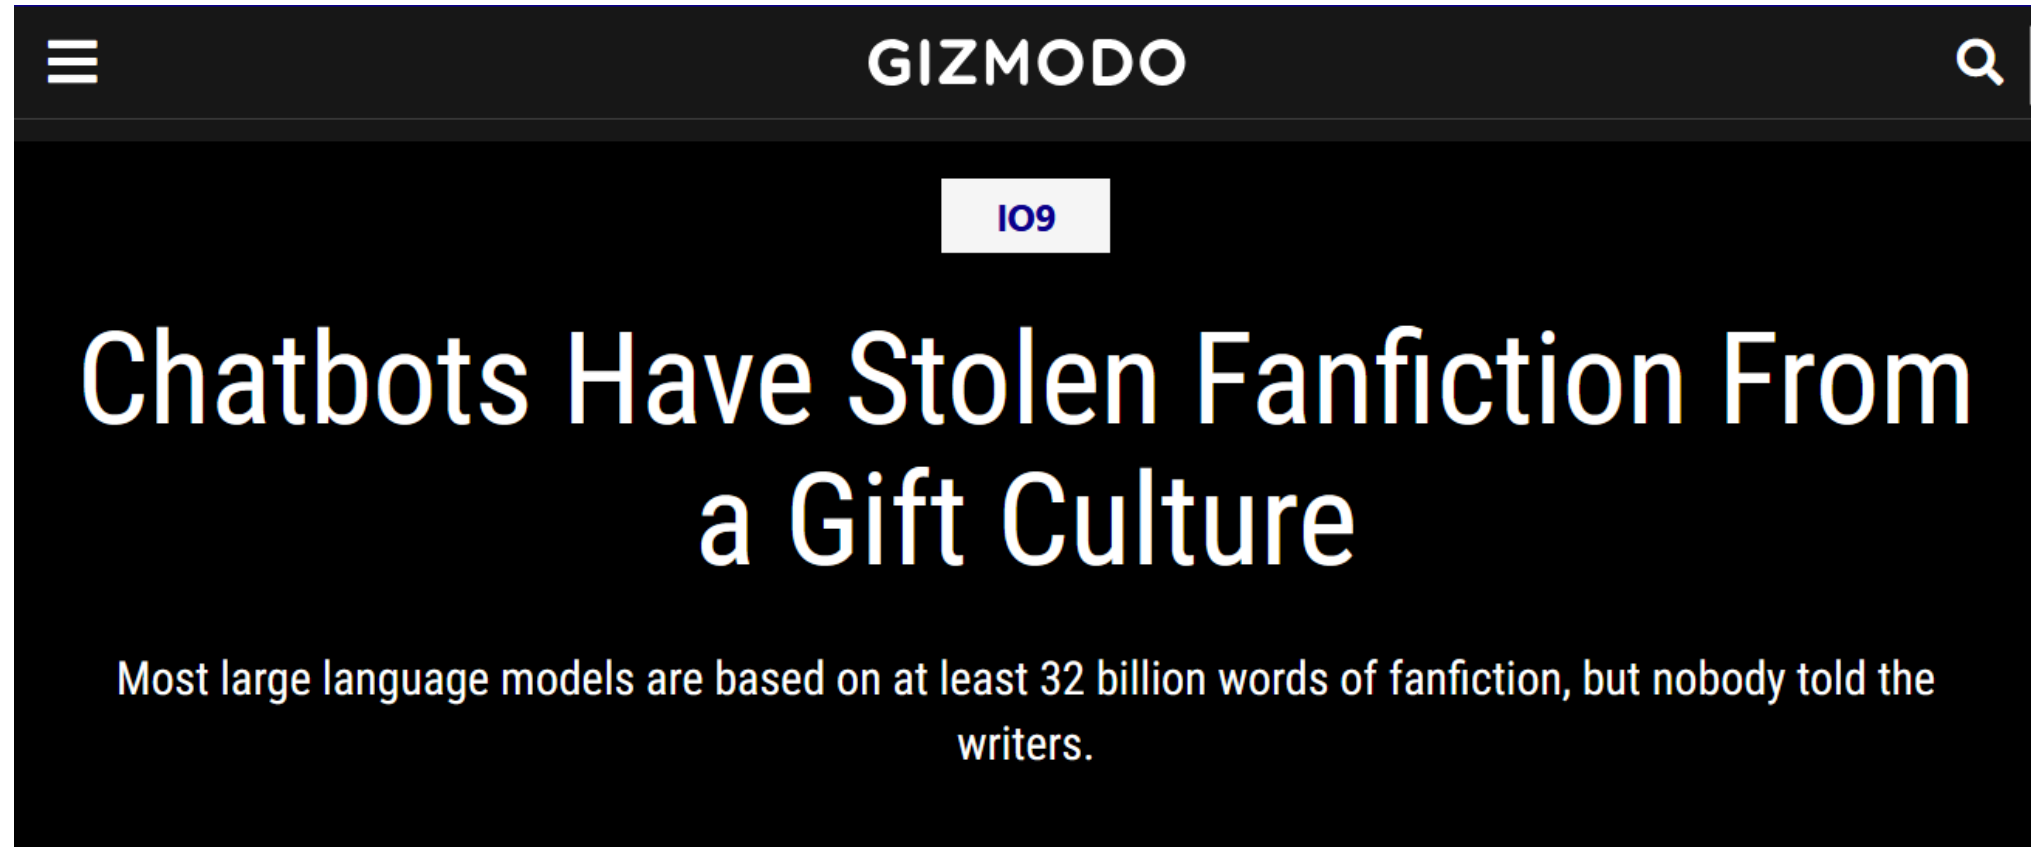 GIZMODO
IO9
Chatbots Have Stolen Fanfiction From
a Gift Culture
Most large language models are based on at least 32 billion words of fanfiction, but nobody told the
writers.